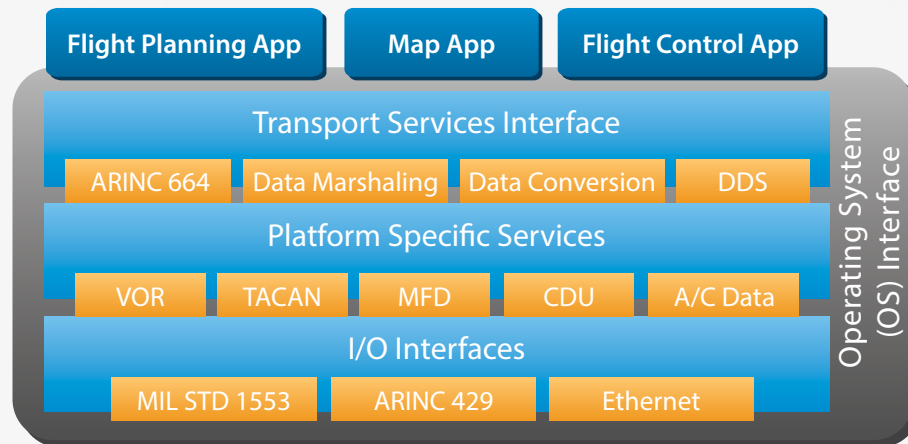 Flight Planning App
Map App
Flight Control App
Transport Services Interface
ARINC 664
Data Marshaling
Data Conversion
DDS
Platform Specific Services
VOR
TACAN
MFD
CDU
A/C Data
I/O Interfaces
MIL STD 1553
ARINC 429
Ethernet
Operating System
(OS) Interface